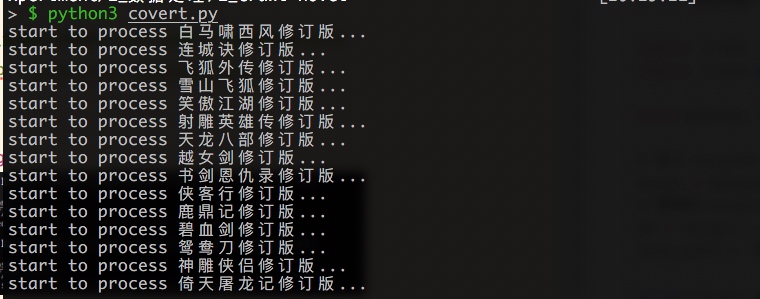 > $ python3 covert.py
start to process 白马啸西风修订版...
start to process 连城诀修订版...
start to process 飞狐外传修订版...
start to process 雪山飞狐修订版...
start to process 笑傲江湖修订版...
start to process 射雕英雄传修订版...
start to process 天龙八部修订版...
start to process 越女剑修订版...
start to process 书剑恩仇录修订版...
start to process 侠客行修订版...
start to process 鹿鼎记修订版...
start to process 碧血剑修订版...
start to process 鸳鸯刀修订版...
start to process 神雕侠侣修订版...
start to process 倚天屠龙记修订版...